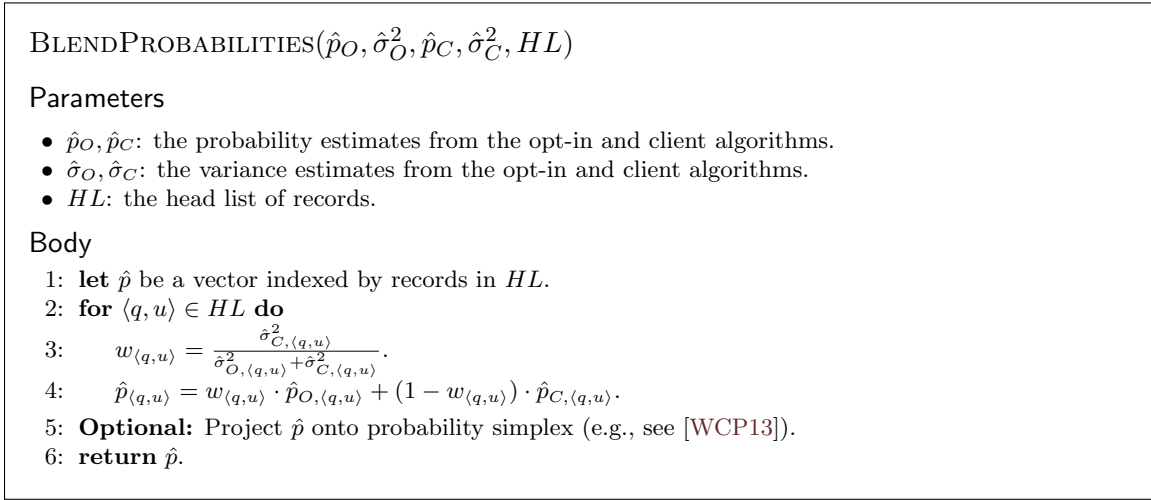 BLENDPROBABILITIES(p̂_O, σ̂²_O, p̂_C, σ̂²_C, HL)
Parameters
• p̂_O, p̂_C: the probability estimates from the opt-in and client algorithms.
• σ̂_O, σ̂_C: the variance estimates from the opt-in and client algorithms.
• HL: the head list of records.
Body
1: let p̂ be a vector indexed by records in HL.
2: for ⟨q, u⟩ ∈ HL do
3: w_⟨q,u⟩ = σ̂²_C,⟨q,u⟩ / (σ̂²_O,⟨q,u⟩ + σ̂²_C,⟨q,u⟩).
4: p̂_⟨q,u⟩ = w_⟨q,u⟩ · p̂_O,⟨q,u⟩ + (1 − w_⟨q,u⟩) · p̂_C,⟨q,u⟩.
5: Optional: Project p̂ onto probability simplex (e.g., see [WCP13]).
6: return p̂.